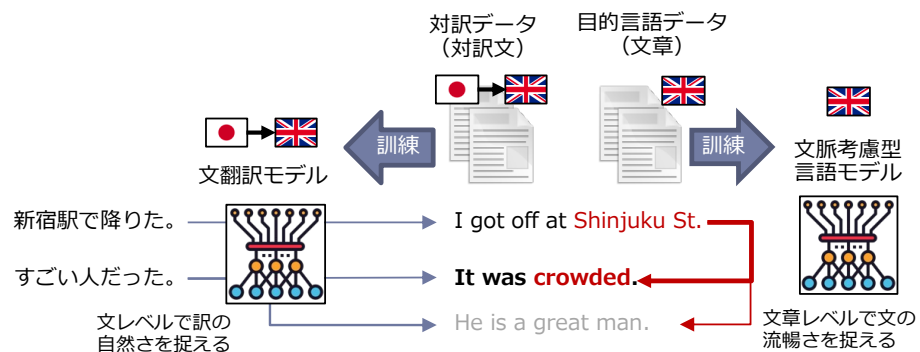 対訳データ
（対訳文）
目的言語データ
（文章）
訓練
訓練
文翻訳モデル
文脈考慮型
言語モデル
新宿駅で降りた。
I got off at Shinjuku St.
すごい人だった。
It was crowded.
He is a great man.
文レベルで訳の
自然さを捉える
文章レベルで文の
流暢さを捉える